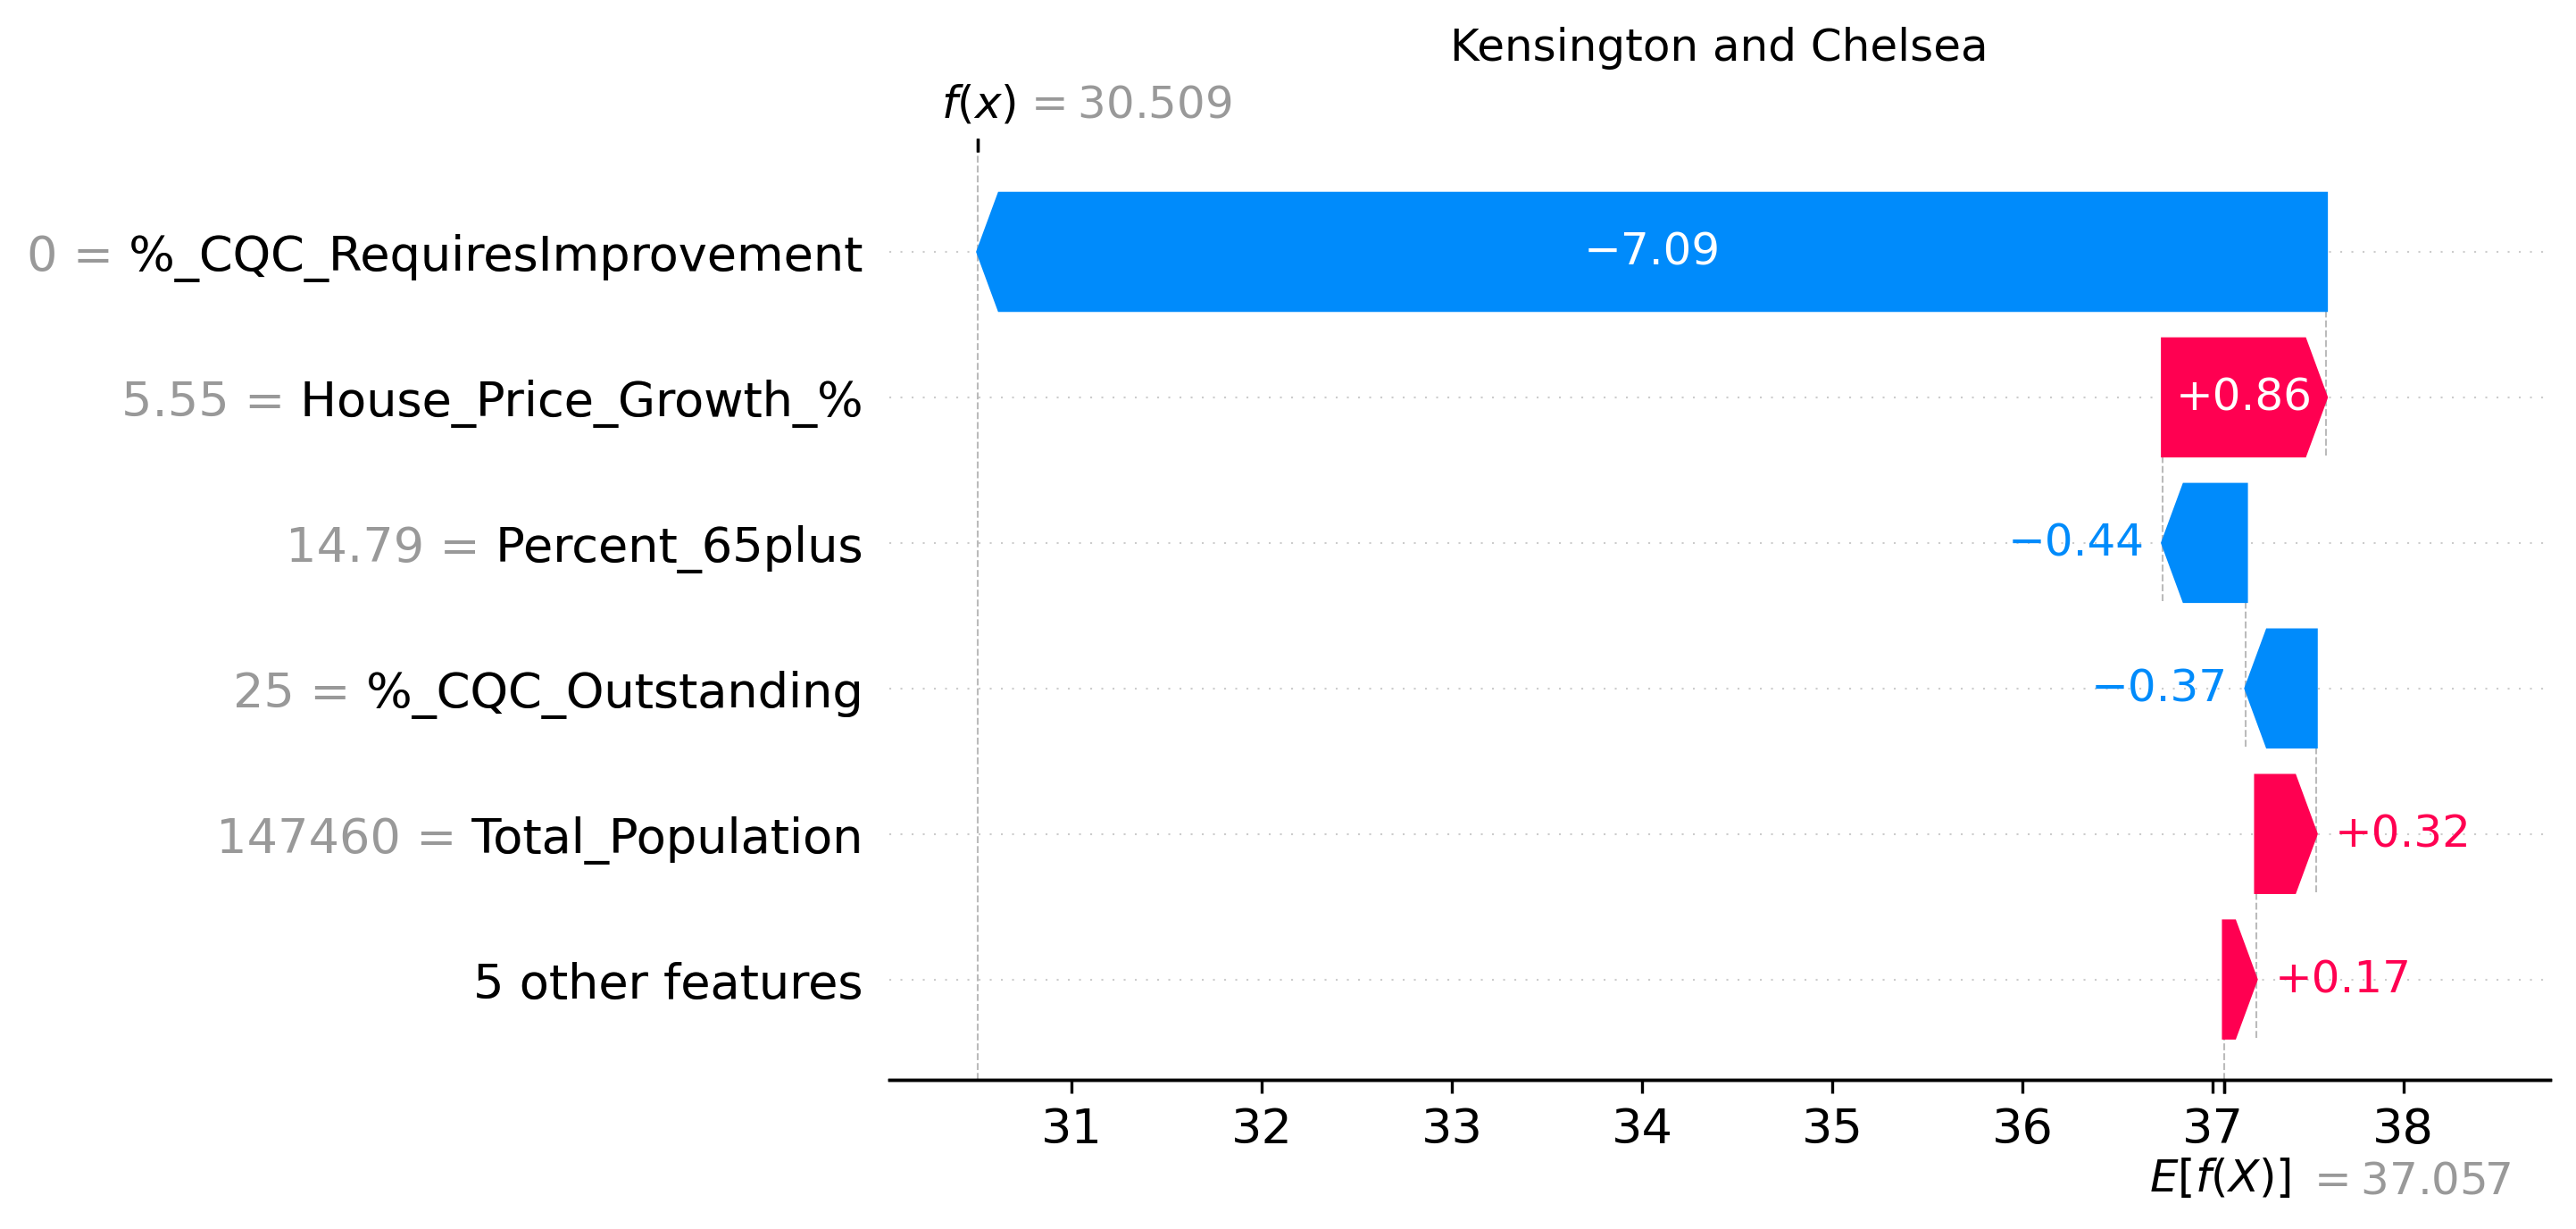 Kensington and Chelsea
f(x) = 30.509
0 = %_CQC_RequiresImprovement
−7.09
5.55 = House_Price_Growth_%
+0.86
14.79 = Percent_65plus
−0.44
25 = %_CQC_Outstanding
−0.37
147460 = Total_Population
+0.32
5 other features
+0.17
31 32 33 34 35 36 37 38
E[f(X)] = 37.057